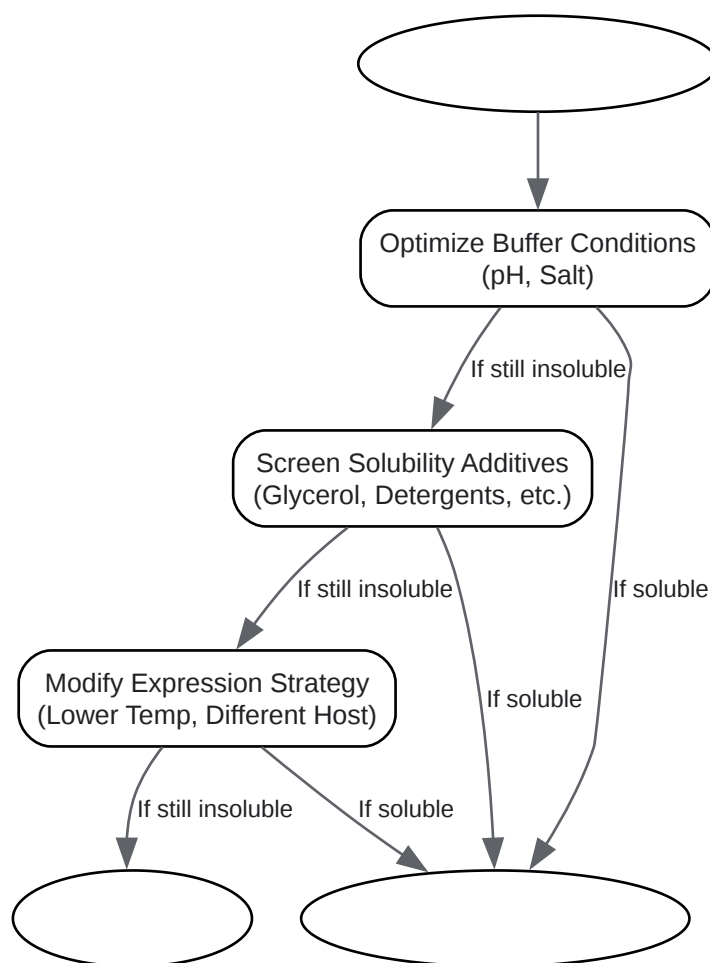 Optimize Buffer Conditions
(pH, Salt)
If still insoluble
Screen Solubility Additives
(Glycerol, Detergents, etc.)
If still insoluble
If soluble
Modify Expression Strategy
(Lower Temp, Different Host)
If soluble
If still insoluble
If soluble